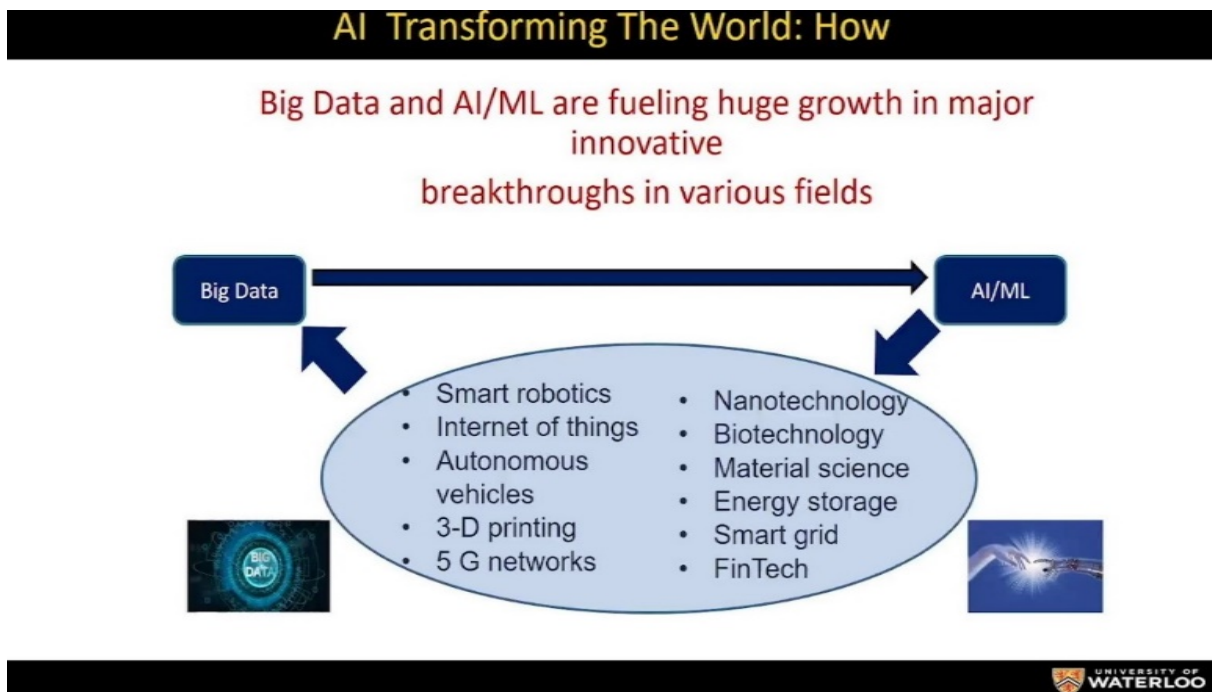 AI Transforming The World: How
Big Data and AI/ML are fueling huge growth in major
innovative
breakthroughs in various fields
Big Data
AI/ML
• Smart robotics
• Internet of things
• Autonomous
vehicles
• 3-D printing
• 5 G networks
• Nanotechnology
• Biotechnology
• Material science
• Energy storage
• Smart grid
• FinTech
BIG
DATA
UNIVERSITY OF
WATERLOO